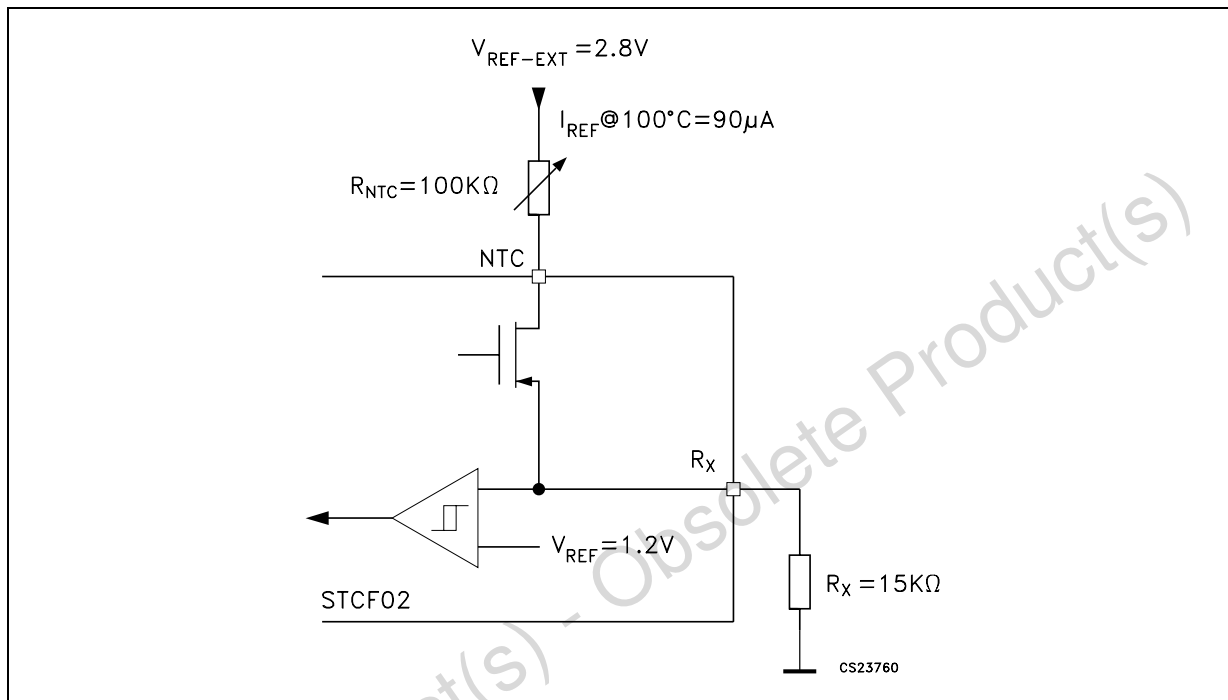 V_REF-EXT =2.8V
I_REF@100°C=90µA
R_NTC=100KΩ
NTC
R_X
V_REF=1.2V
R_X =15KΩ
STCF02
CS23760
ct(s) - Obsolete Product(s)